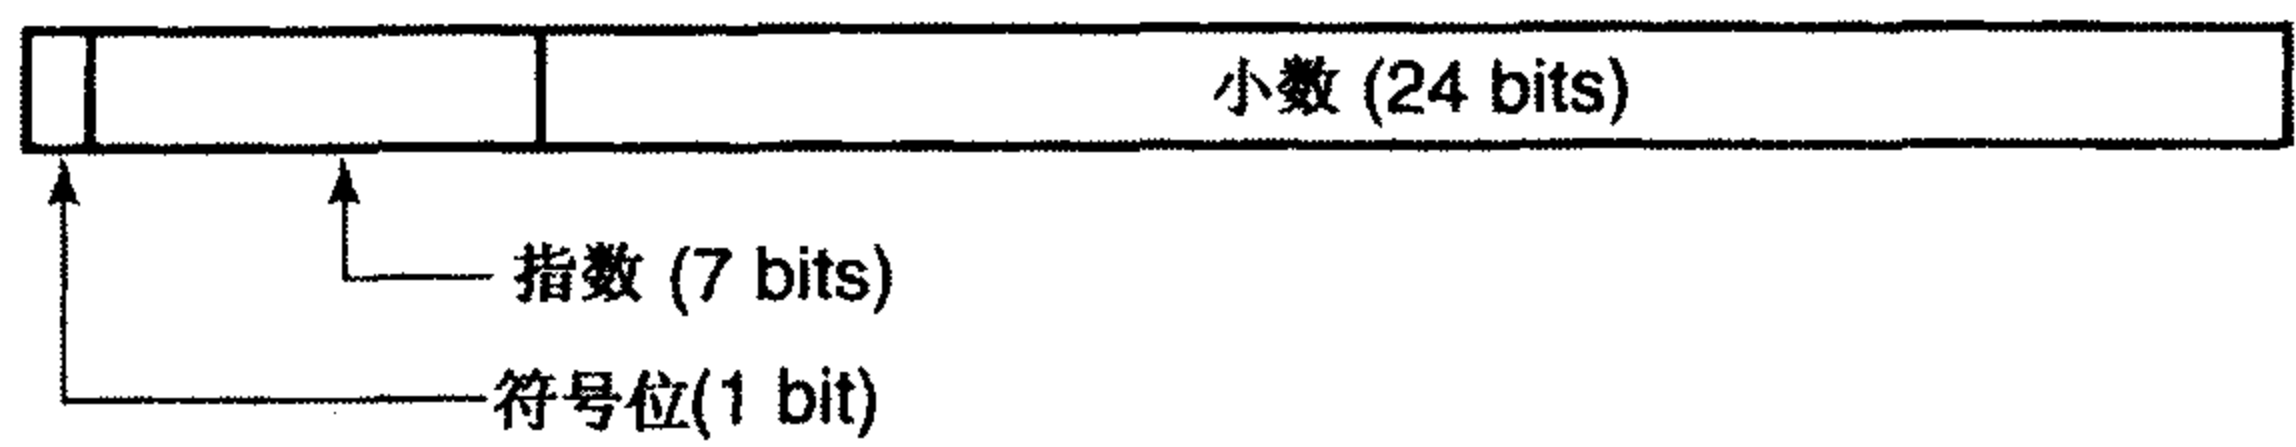 小数 (24 bits)
指数 (7 bits)
符号位(1 bit)